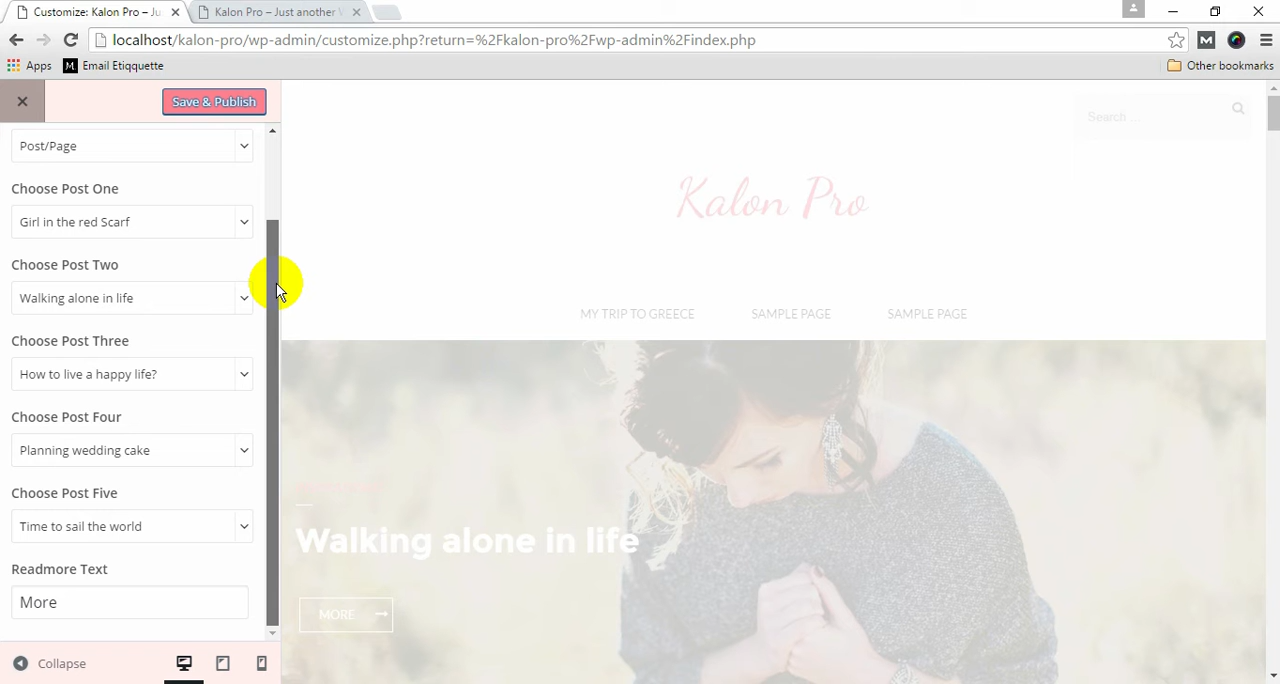 Customize: Kalon Pro – Ju
Kalon Pro – Just another W
localhost/kalon-pro/wp-admin/customize.php?return=%2Fkalon-pro%2Fwp-admin%2Findex.php
Apps
Email Etiqquette
Other bookmarks
Save & Publish
Search ...
Post/Page
Kalon Pro
Choose Post One
Girl in the red Scarf
Choose Post Two
Walking alone in life
MY TRIP TO GREECE
SAMPLE PAGE
SAMPLE PAGE
Choose Post Three
How to live a happy life?
Choose Post Four
Planning wedding cake
Choose Post Five
Time to sail the world
Walking alone in life
Readmore Text
More
MORE
Collapse